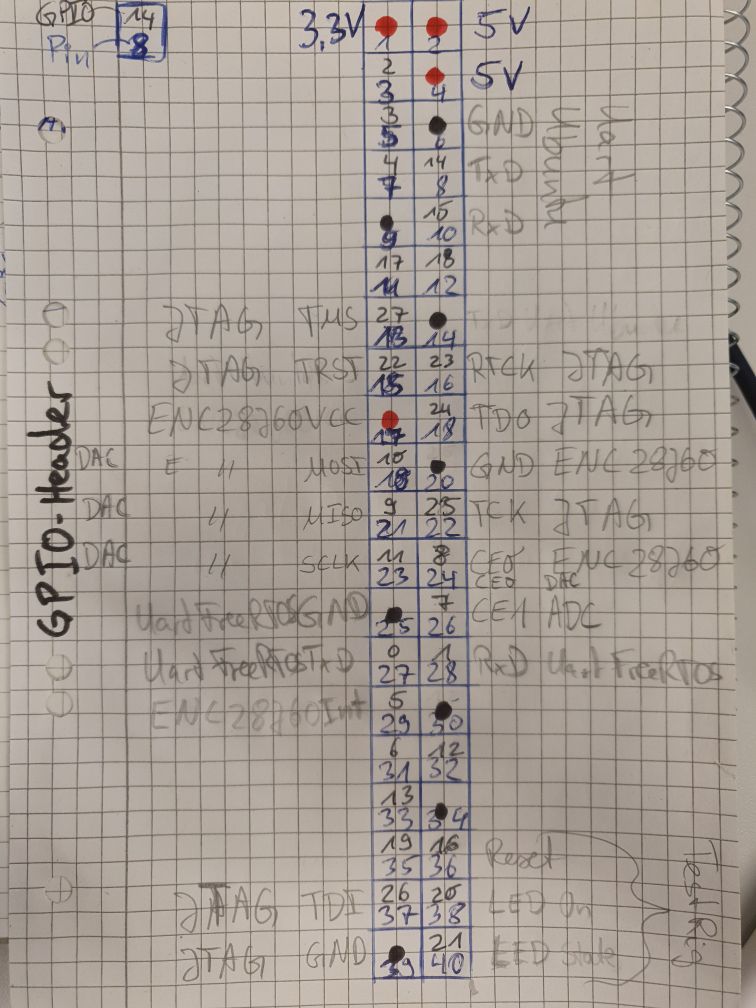 GPIO 14
Pin 8
3.3V 1 2 5V
2
3 4 5V
3 GND
5 6
4 14 TxD
7 8
15 RxD
9 10
17 18
11 12
JTAG TMS 27
13 14
JTAG TRST 22 23 RTCK JTAG
15 16
ENC28J60 VCC 24 TDO JTAG
17 18
DAC E " MOSI 10 GND ENC28J60
19 20
DAC " MISO 9 25 TCK JTAG
21 22
DAC " SCLK 11 8 CE0 ENC28J60
23 24 CE0 DAC
Uart FreeRTOS GND 7 CE1 ADC
25 26
Uart FreeRTOS TxD 0 1 RxD Uart FreeRTOS
27 28
ENC28J60 Int 5
29 30
6 12
31 32
13
33 34
19 16 Reset
35 36
JTAG TDI 26 20 LED On
37 38
JTAG GND 21 LED State
39 40
GPIO-Header
Uart
Test Rig